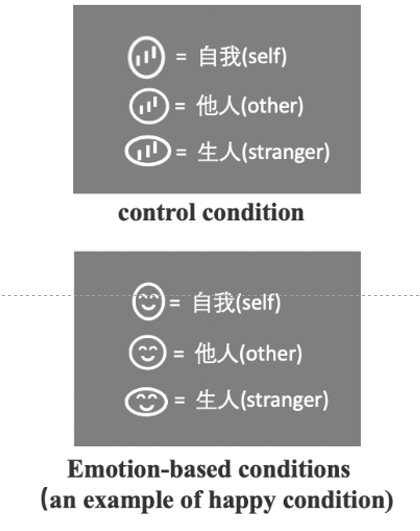 = 自我(self)
= 他人(other)
= 生人(stranger)
control condition
= 自我(self)
= 他人(other)
= 生人(stranger)
Emotion-based conditions
(an example of happy condition)